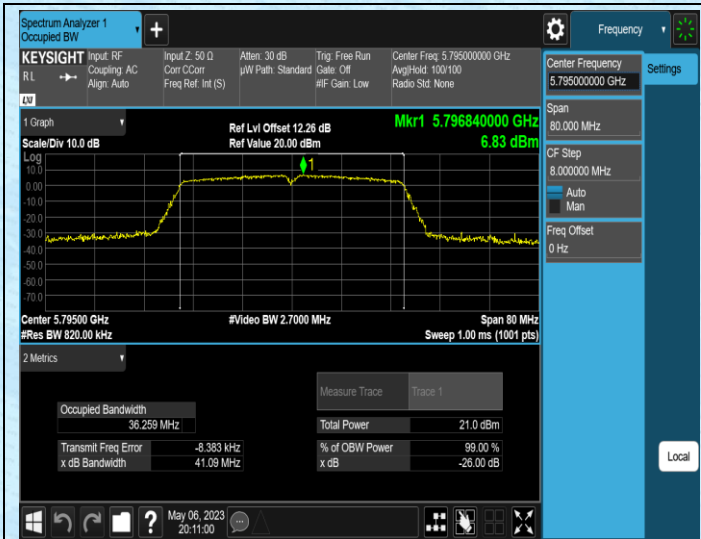 Spectrum Analyzer 1
Occupied BW
+
Frequency
KEYSIGHT
R L
LXI
Input: RF
Coupling: AC
Align: Auto
Input Z: 50 Ω
Corr CCorr
Freq Ref: Int (S)
Atten: 30 dB
µW Path: Standard
Trig: Free Run
Gate: Off
#IF Gain: Low
Center Freq: 5.795000000 GHz
Avg|Hold: 100/100
Radio Std: None
Center Frequency
5.795000000 GHz
Settings
Span
80.000 MHz
CF Step
8.000000 MHz
Auto
Man
Freq Offset
0 Hz
1 Graph
Scale/Div 10.0 dB
Ref Lvl Offset 12.26 dB
Ref Value 20.00 dBm
Mkr1 5.796840000 GHz
6.83 dBm
Log
10.0
0.00
-10.0
-20.0
-30.0
-40.0
-50.0
-60.0
-70.0
1
Center 5.79500 GHz
#Res BW 820.00 kHz
#Video BW 2.7000 MHz
Span 80 MHz
Sweep 1.00 ms (1001 pts)
2 Metrics
Measure Trace Trace 1
Occupied Bandwidth
36.259 MHz
Total Power 21.0 dBm
Transmit Freq Error -8.383 kHz
% of OBW Power 99.00 %
x dB Bandwidth 41.09 MHz
x dB -26.00 dB
Local
?
May 06, 2023
20:11:00